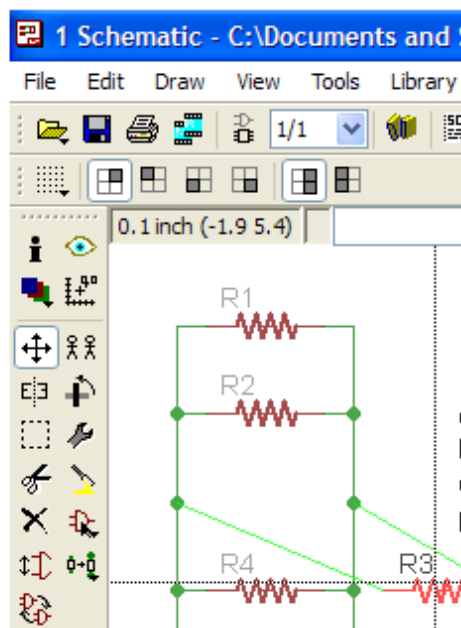 1 Schematic - C:\Documents and
File Edit Draw View Tools Library
1/1
0.1 inch (-1.9 5.4)
R1
R2
R3
R4